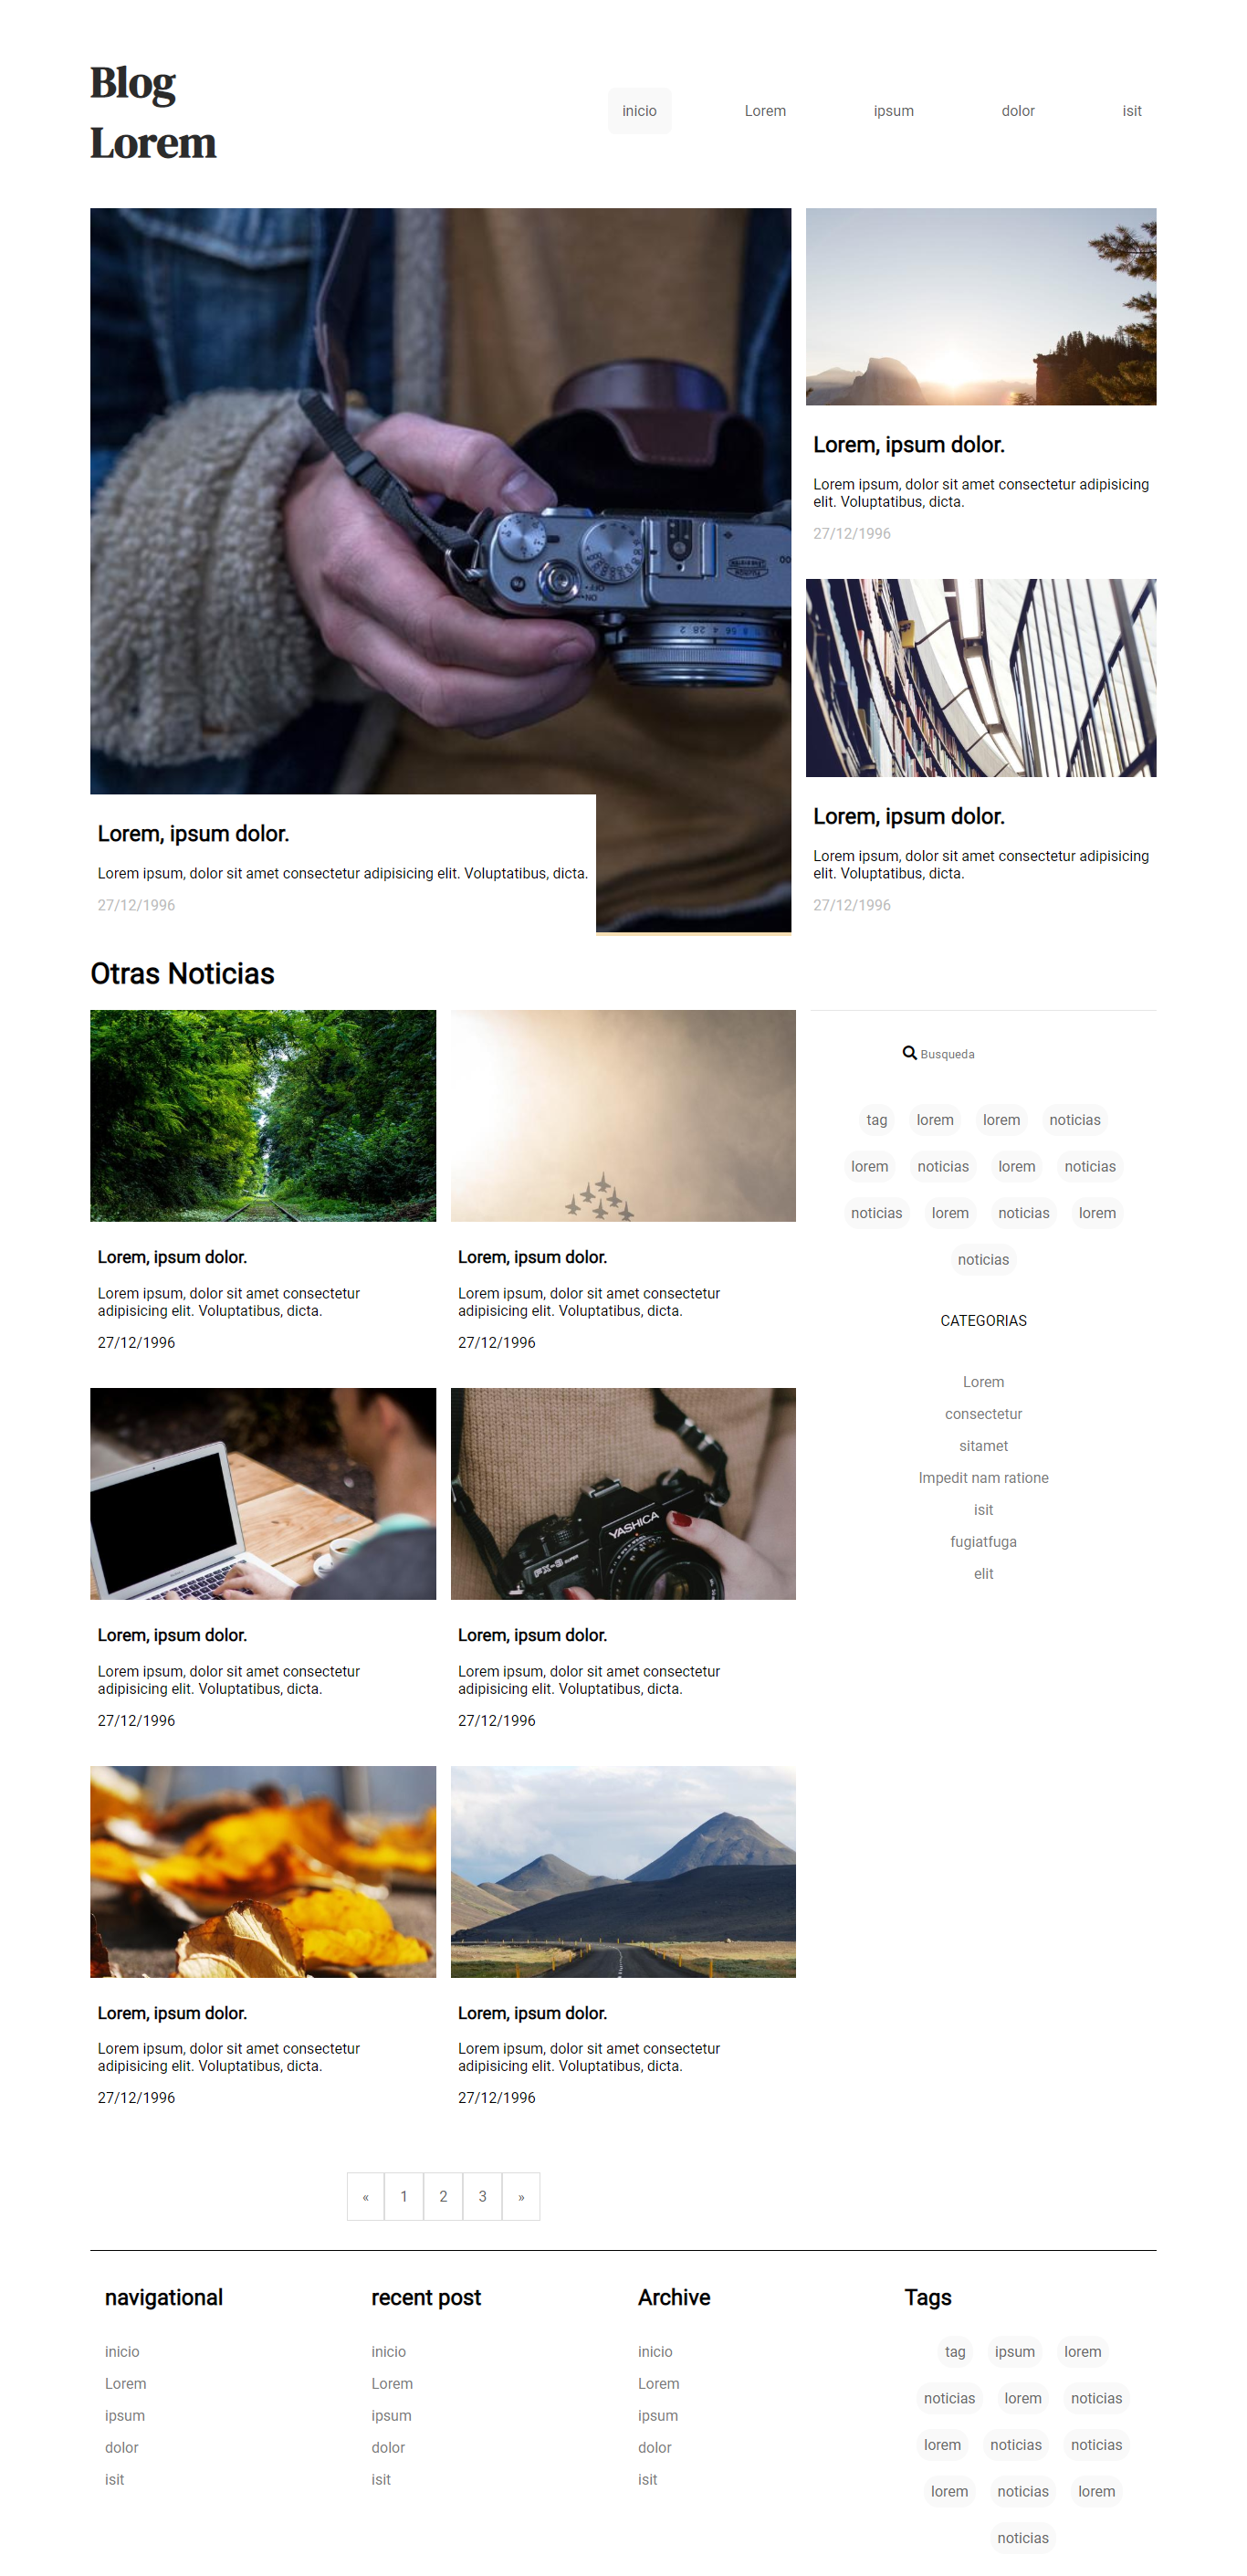 Blog
Lorem
inicio Lorem ipsum dolor isit
Lorem, ipsum dolor.
Lorem ipsum, dolor sit amet consectetur adipisicing elit. Voluptatibus, dicta.
27/12/1996
Lorem, ipsum dolor.
Lorem ipsum, dolor sit amet consectetur adipisicing
elit. Voluptatibus, dicta.
27/12/1996
Lorem, ipsum dolor.
Lorem ipsum, dolor sit amet consectetur adipisicing
elit. Voluptatibus, dicta.
27/12/1996
Otras Noticias
Lorem, ipsum dolor.
Lorem ipsum, dolor sit amet consectetur
adipisicing elit. Voluptatibus, dicta.
27/12/1996
Lorem, ipsum dolor.
Lorem ipsum, dolor sit amet consectetur
adipisicing elit. Voluptatibus, dicta.
27/12/1996
YASHICA
FX-3 SUPER
Lorem, ipsum dolor.
Lorem ipsum, dolor sit amet consectetur
adipisicing elit. Voluptatibus, dicta.
27/12/1996
Lorem, ipsum dolor.
Lorem ipsum, dolor sit amet consectetur
adipisicing elit. Voluptatibus, dicta.
27/12/1996
Lorem, ipsum dolor.
Lorem ipsum, dolor sit amet consectetur
adipisicing elit. Voluptatibus, dicta.
27/12/1996
Lorem, ipsum dolor.
Lorem ipsum, dolor sit amet consectetur
adipisicing elit. Voluptatibus, dicta.
27/12/1996
« 1 2 3 »
Busqueda
tag lorem lorem noticias
lorem noticias lorem noticias
noticias lorem noticias lorem
noticias
CATEGORIAS
Lorem
consectetur
sitamet
Impedit nam ratione
isit
fugiatfuga
elit
navigational
inicio
Lorem
ipsum
dolor
isit
recent post
inicio
Lorem
ipsum
dolor
isit
Archive
inicio
Lorem
ipsum
dolor
isit
Tags
tag ipsum lorem
noticias lorem noticias
lorem noticias noticias
lorem noticias lorem
noticias